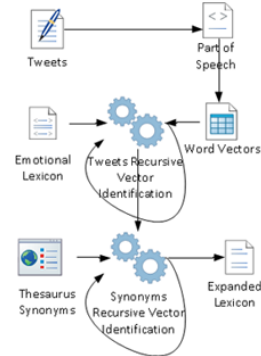 Tweets
Part of
Speech
Emotional
Lexicon
Tweets Recursive
Vector
Identification
Word Vectors
Thesaurus
Synonyms
Synonyms
Recursive Vector
Identification
Expanded
Lexicon